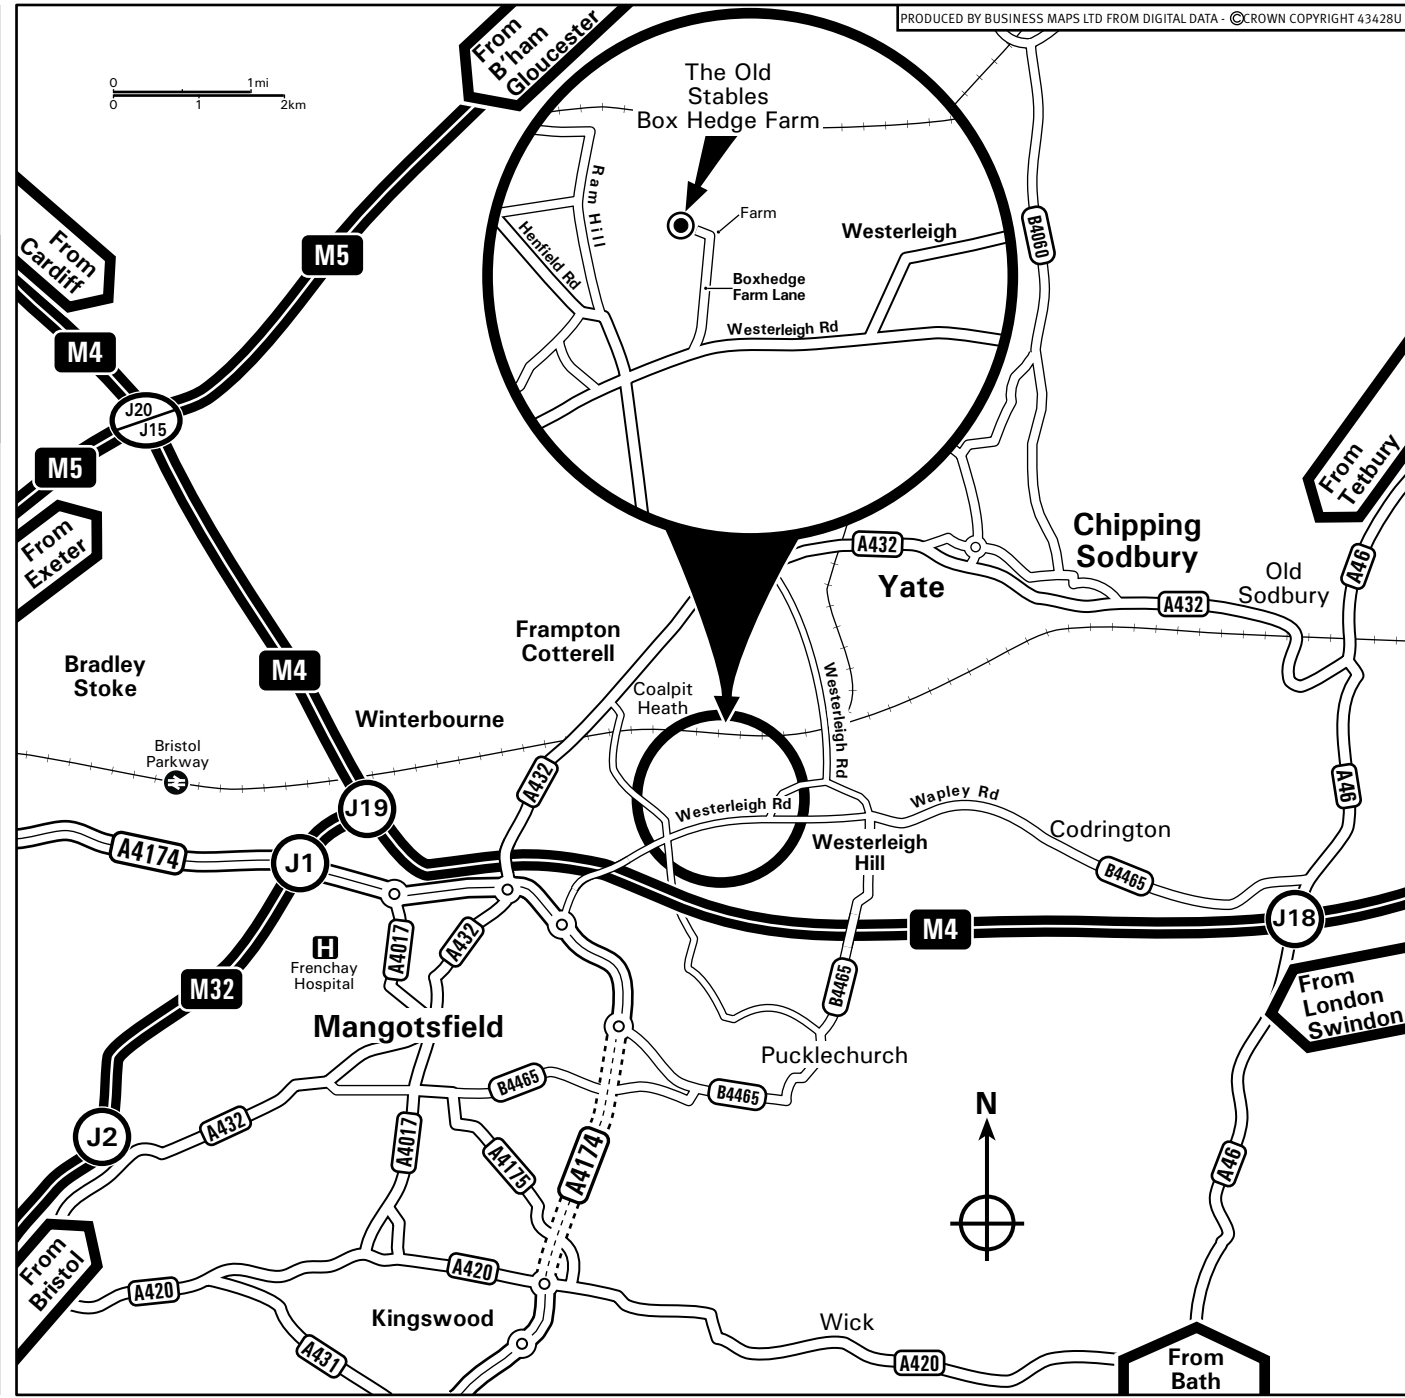 PRODUCED BY BUSINESS MAPS LTD FROM DIGITAL DATA - ©CROWN COPYRIGHT 43428U
From
B'ham
Gloucester
0 1mi
0 1 2km
The Old
Stables
Box Hedge Farm
Ram Hill
Henfield Rd
Farm
Westerleigh
Boxhedge
Farm Lane
Westerleigh Rd
B4060
From
Cardiff
M5
M4
J20
J15
M5
From
Exeter
From
Tetbury
A46
Chipping
Sodbury
A432
Yate
Old
Sodbury
A432
Frampton
Cotterell
Bradley
Stoke
M4
Coalpit
Heath
Westerleigh Rd
Winterbourne
Bristol
Parkway
A432
J19
Westerleigh Rd
Wapley Rd
A46
Codrington
Westerleigh
Hill
A4174
J1
B4465
J18
M4
A4017
A432
H
Frenchay
Hospital
M32
B4465
From
London
Swindon
Mangotsfield
Pucklechurch
B4465
B4465
N
A432
J2
A4017
A4175
A4174
A46
From
Bristol
A420
A420
Kingswood
Wick
A431
A420
From
Bath